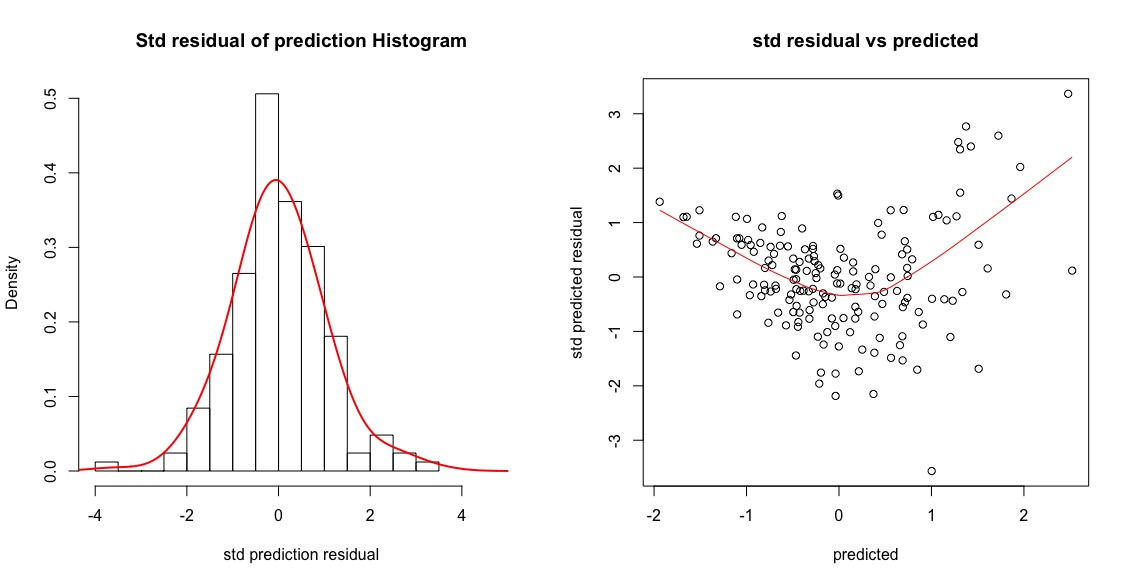 Std residual of prediction Histogram
Density
0.0 0.1 0.2 0.3 0.4 0.5
-4 -2 0 2 4
std prediction residual
std residual vs predicted
std predicted residual
-3 -2 -1 0 1 2 3
-2 -1 0 1 2
predicted